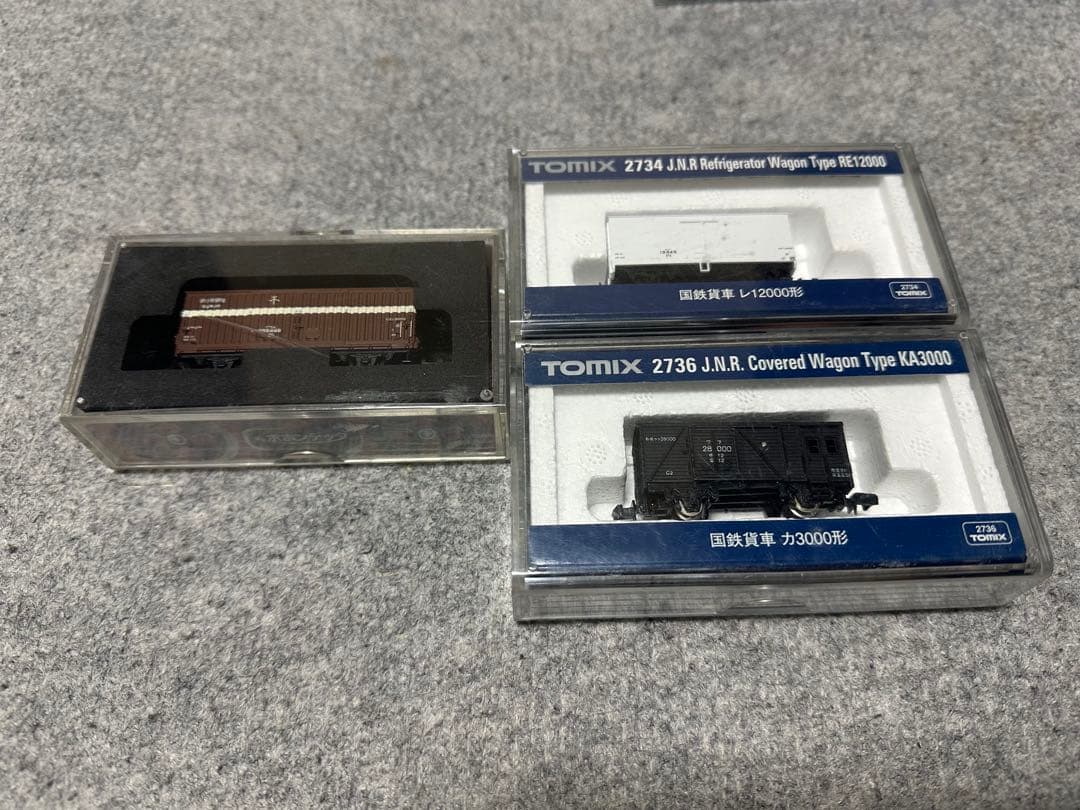 TOMIX 2734 J.N.R Refrigerator Wagon Type RE12000
国鉄貨車 レ12000形
2734
TOMIX
TOMIX 2736 J.N.R. Covered Wagon Type KA3000
ワフ
28000
国鉄貨車 カ3000形
2736
TOMIX